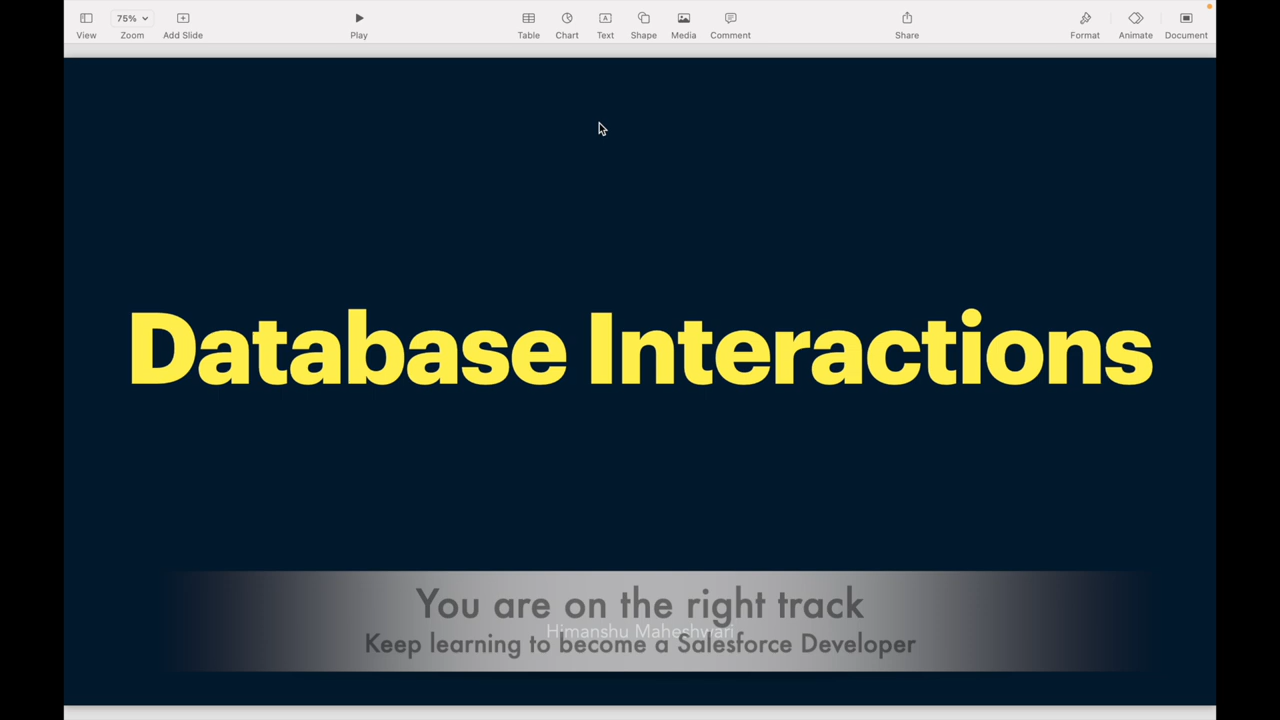 75%
View
Zoom
Add Slide
Play
Table
Chart
Text
Shape
Media
Comment
Share
Format
Animate
Document
Database Interactions
You are on the right track
Himanshu Maheshwari
Keep learning to become a Salesforce Developer